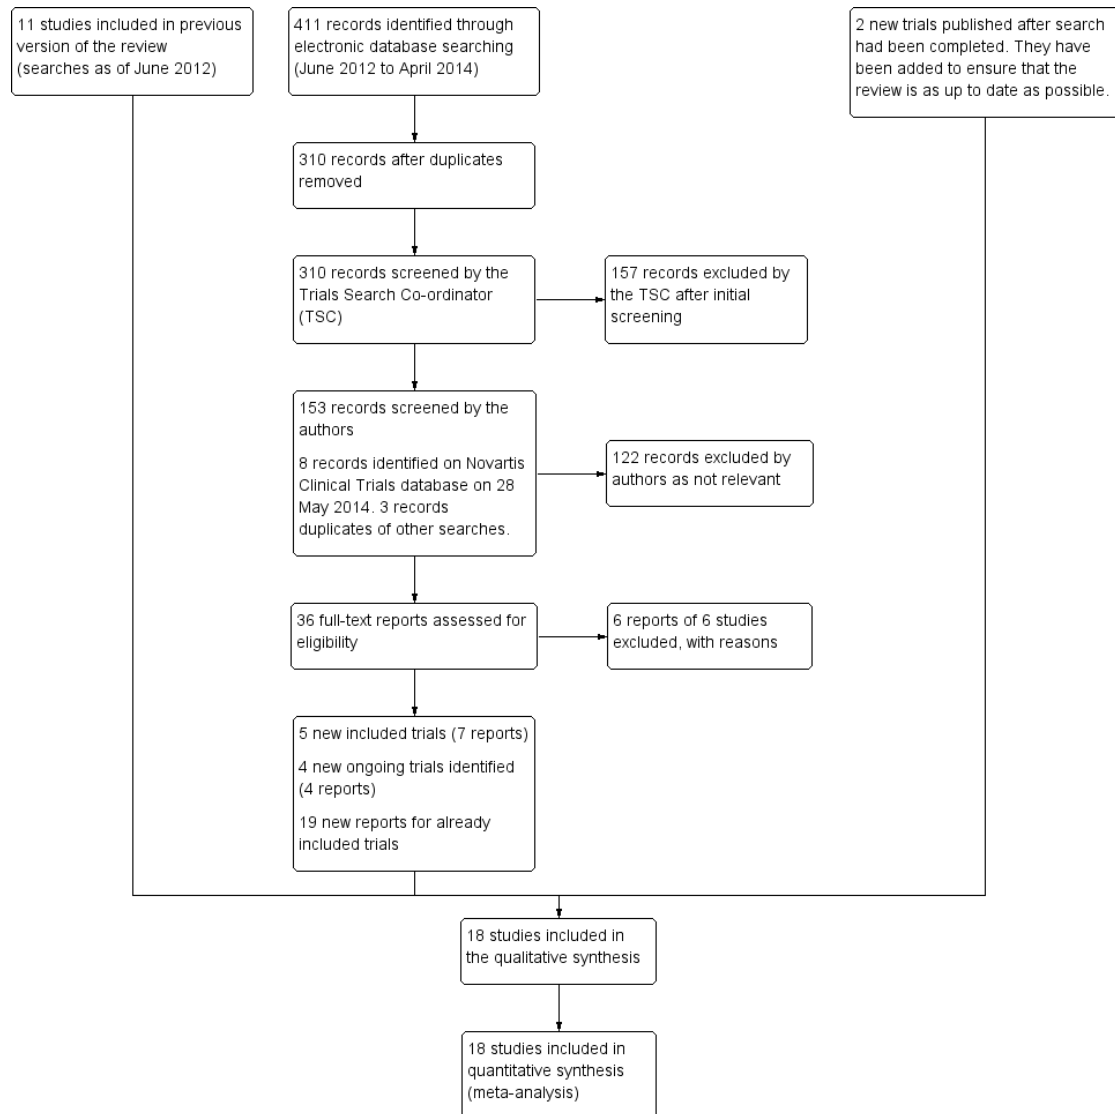 11 studies included in previous
version of the review
(searches as of June 2012)
411 records identified through
electronic database searching
(June 2012 to April 2014)
2 new trials published after search
had been completed. They have
been added to ensure that the
review is as up to date as possible.
310 records after duplicates
removed
310 records screened by the
Trials Search Co-ordinator
(TSC)
157 records excluded by
the TSC after initial
screening
153 records screened by the
authors
8 records identified on Novartis
Clinical Trials database on 28
May 2014. 3 records
duplicates of other searches.
122 records excluded by
authors as not relevant
36 full-text reports assessed for
eligibility
6 reports of 6 studies
excluded, with reasons
5 new included trials (7 reports)
4 new ongoing trials identified
(4 reports)
19 new reports for already
included trials
18 studies included in
the qualitative synthesis
18 studies included in
quantitative synthesis
(meta-analysis)